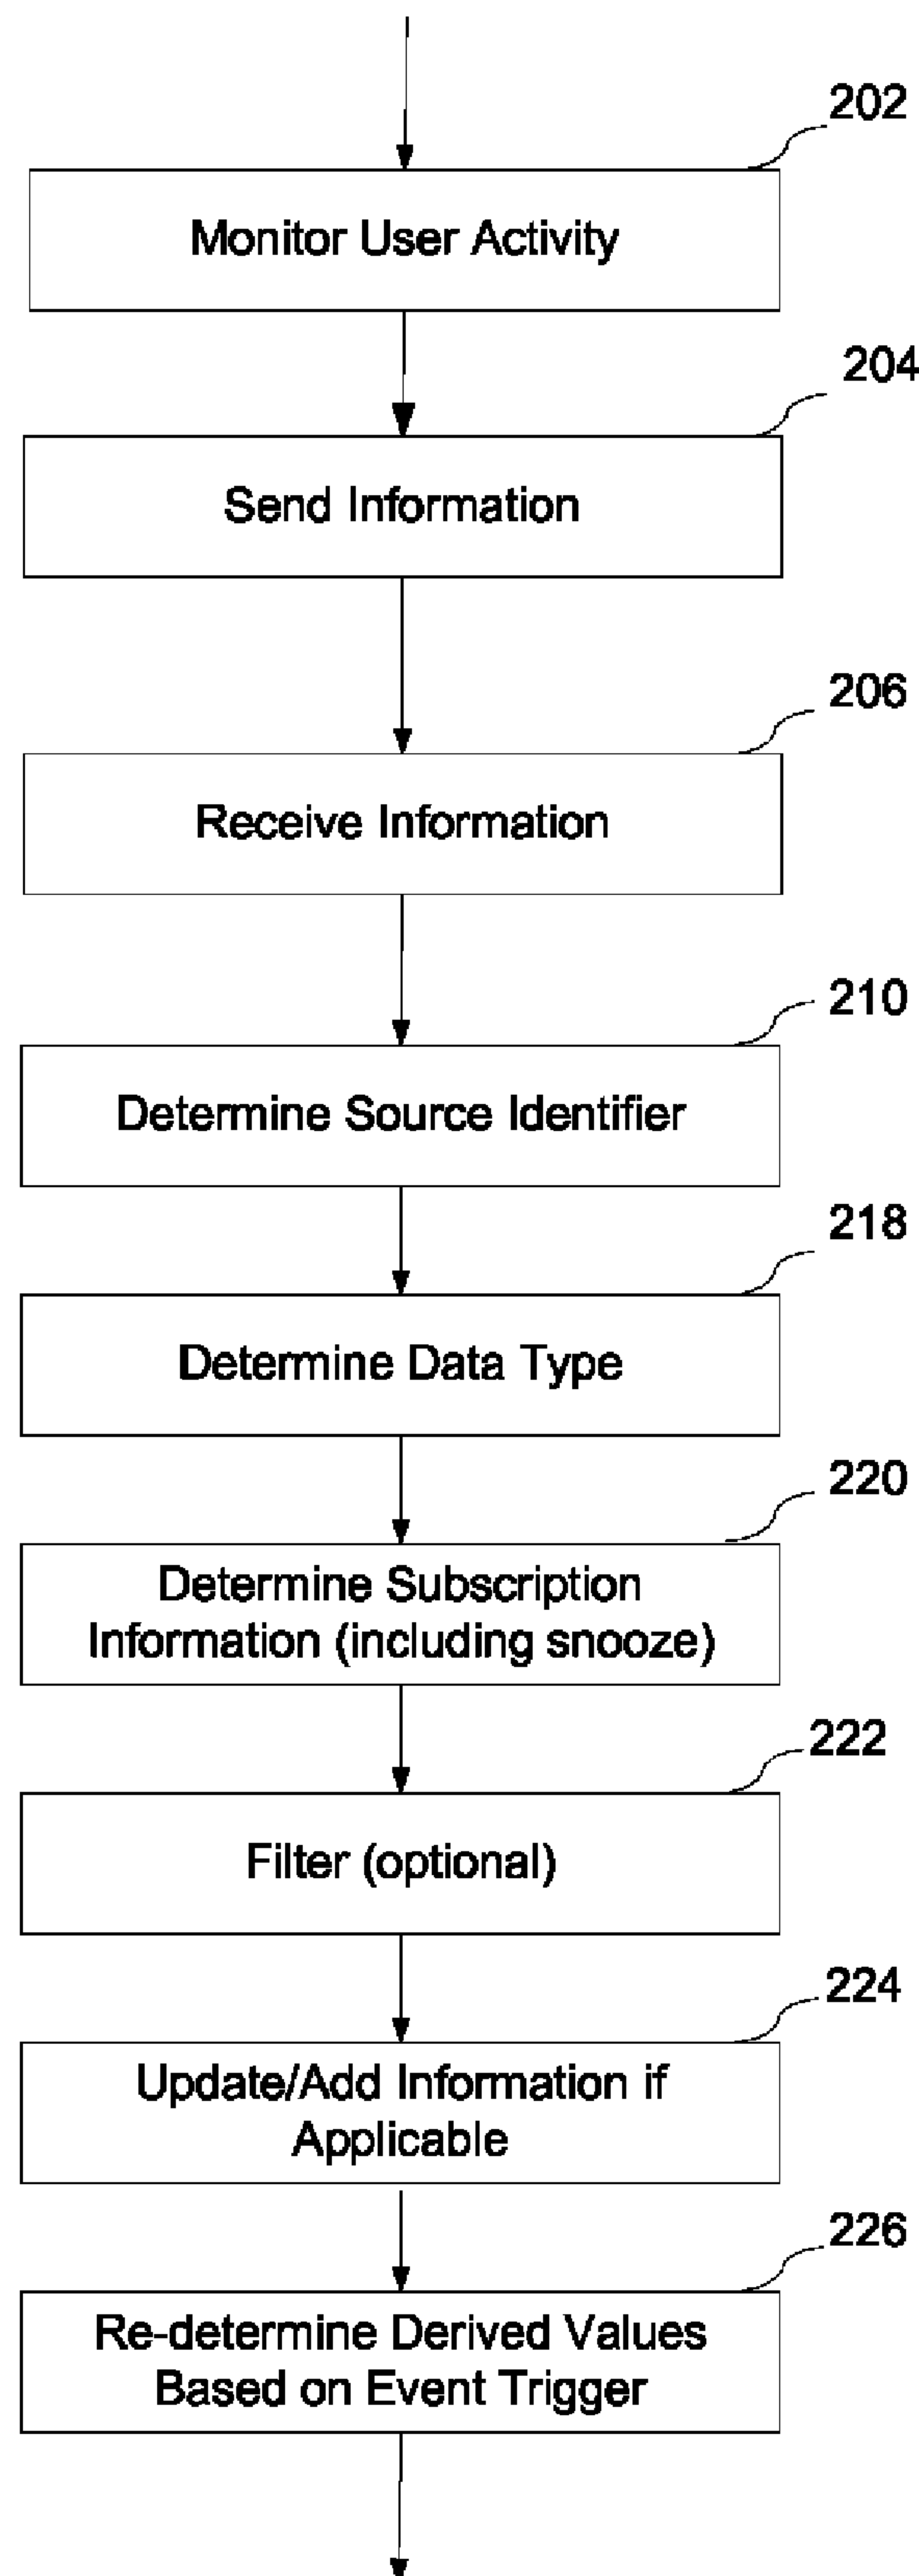 202
Monitor User Activity
204
Send Information
206
Receive Information
210
Determine Source Identifier
218
Determine Data Type
220
Determine Subscription
Information (including snooze)
222
Filter (optional)
224
Update/Add Information if
Applicable
226
Re-determine Derived Values
Based on Event Trigger